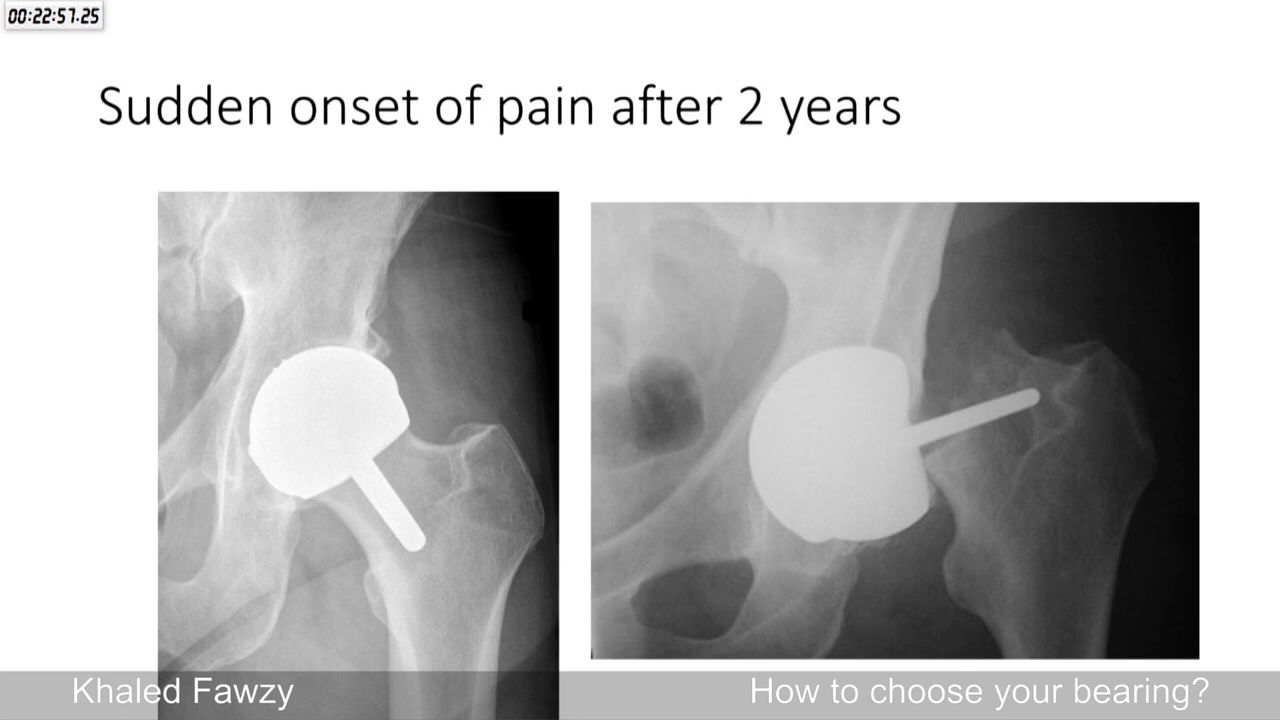 00:22:57.25
Sudden onset of pain after 2 years
Khaled Fawzy
How to choose your bearing?